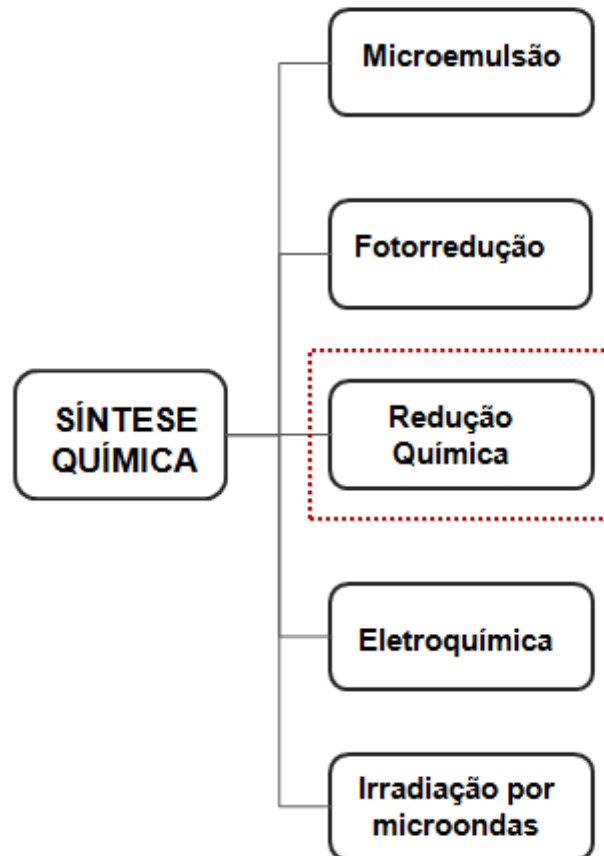 Microemulsão
Fotorredução
SÍNTESE
QUÍMICA
Redução
Química
Eletroquímica
Irradiação por
microondas